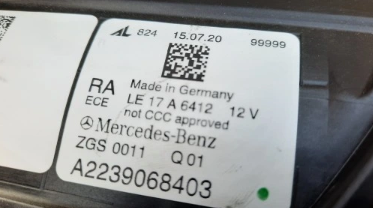 AL 824 15.07.20 99999
RA Made in Germany
ECE LE 17 A 6412 12 V
not CCC approved
Mercedes-Benz
ZGS 0011 Q 01
A2239068403